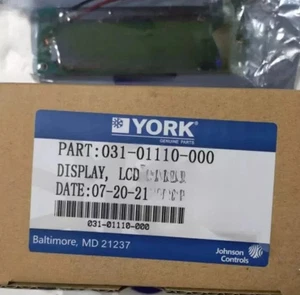 YORK
GENUINE PARTS
PART:031-01110-000
DISPLAY, LCD
DATE:07-20-21
031-01110-000
Baltimore, MD 21237
Johnson
Controls